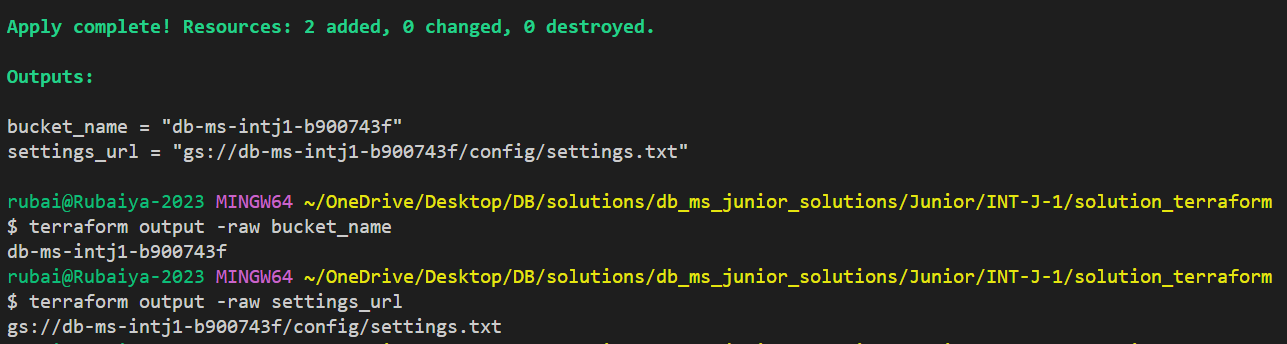 Apply complete! Resources: 2 added, 0 changed, 0 destroyed.
Outputs:
bucket_name = "db-ms-intj1-b900743f"
settings_url = "gs://db-ms-intj1-b900743f/config/settings.txt"
rubai@Rubaiya-2023 MINGW64 ~/OneDrive/Desktop/DB/solutions/db_ms_junior_solutions/Junior/INT-J-1/solution_terraform
$ terraform output -raw bucket_name
db-ms-intj1-b900743f
rubai@Rubaiya-2023 MINGW64 ~/OneDrive/Desktop/DB/solutions/db_ms_junior_solutions/Junior/INT-J-1/solution_terraform
$ terraform output -raw settings_url
gs://db-ms-intj1-b900743f/config/settings.txt